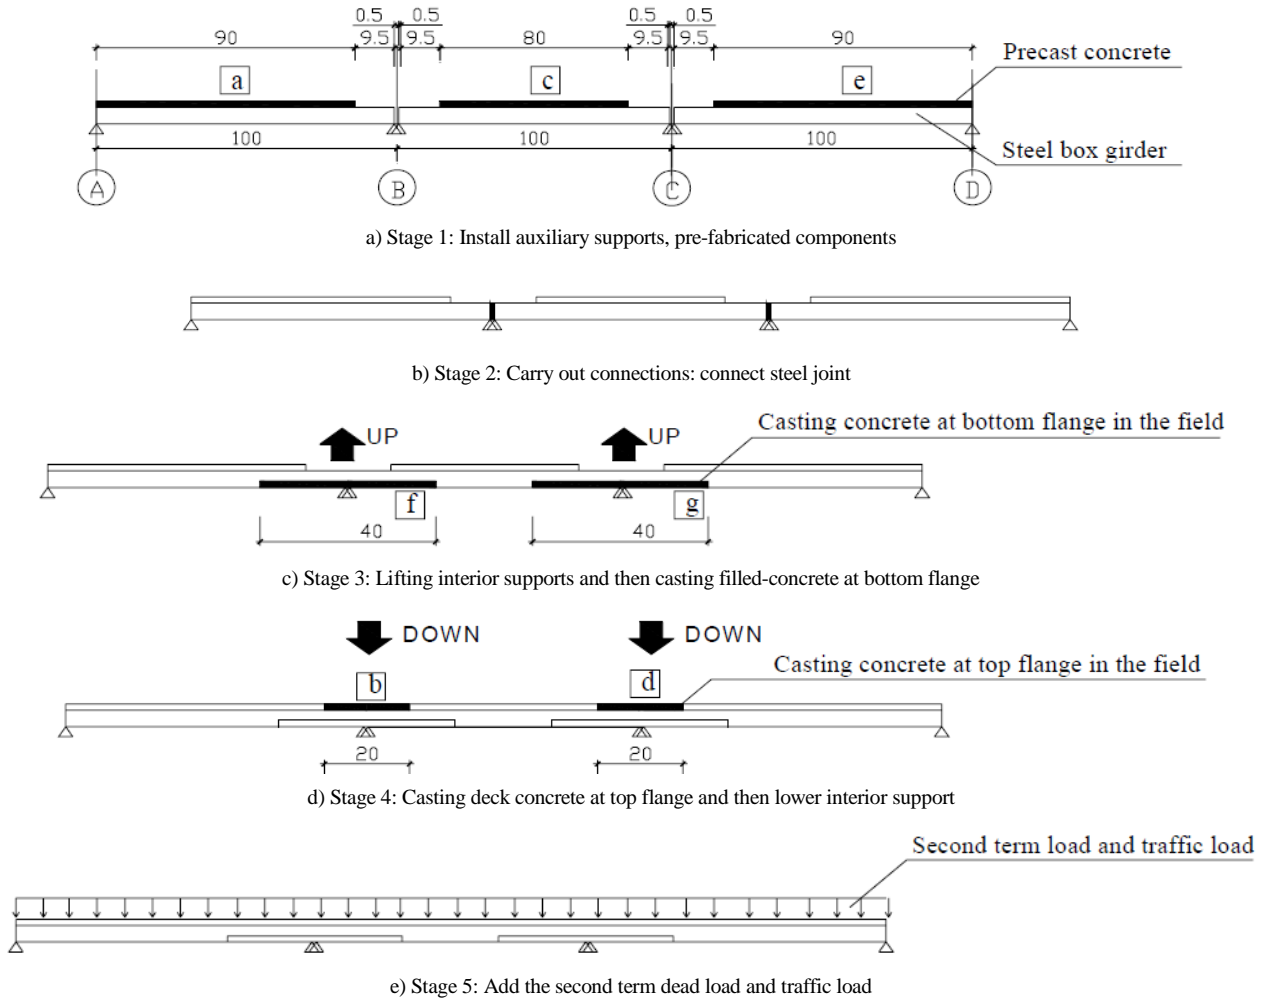 0.5 0.5 0.5 0.5
90 9.5 9.5 80 9.5 9.5 90
Precast concrete
a c e
100 100 100
Steel box girder
A B C D
a) Stage 1: Install auxiliary supports, pre-fabricated components
b) Stage 2: Carry out connections: connect steel joint
Casting concrete at bottom flange in the field
UP UP
f g
40 40
c) Stage 3: Lifting interior supports and then casting filled-concrete at bottom flange
DOWN DOWN
Casting concrete at top flange in the field
b d
20 20
d) Stage 4: Casting deck concrete at top flange and then lower interior support
Second term load and traffic load
e) Stage 5: Add the second term dead load and traffic load